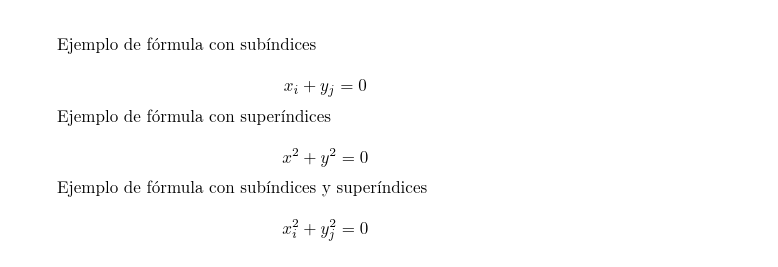 Ejemplo de fórmula con subíndices
x_i + y_j = 0
Ejemplo de fórmula con superíndices
x^2 + y^2 = 0
Ejemplo de fórmula con subíndices y superíndices
x_i^2 + y_j^2 = 0